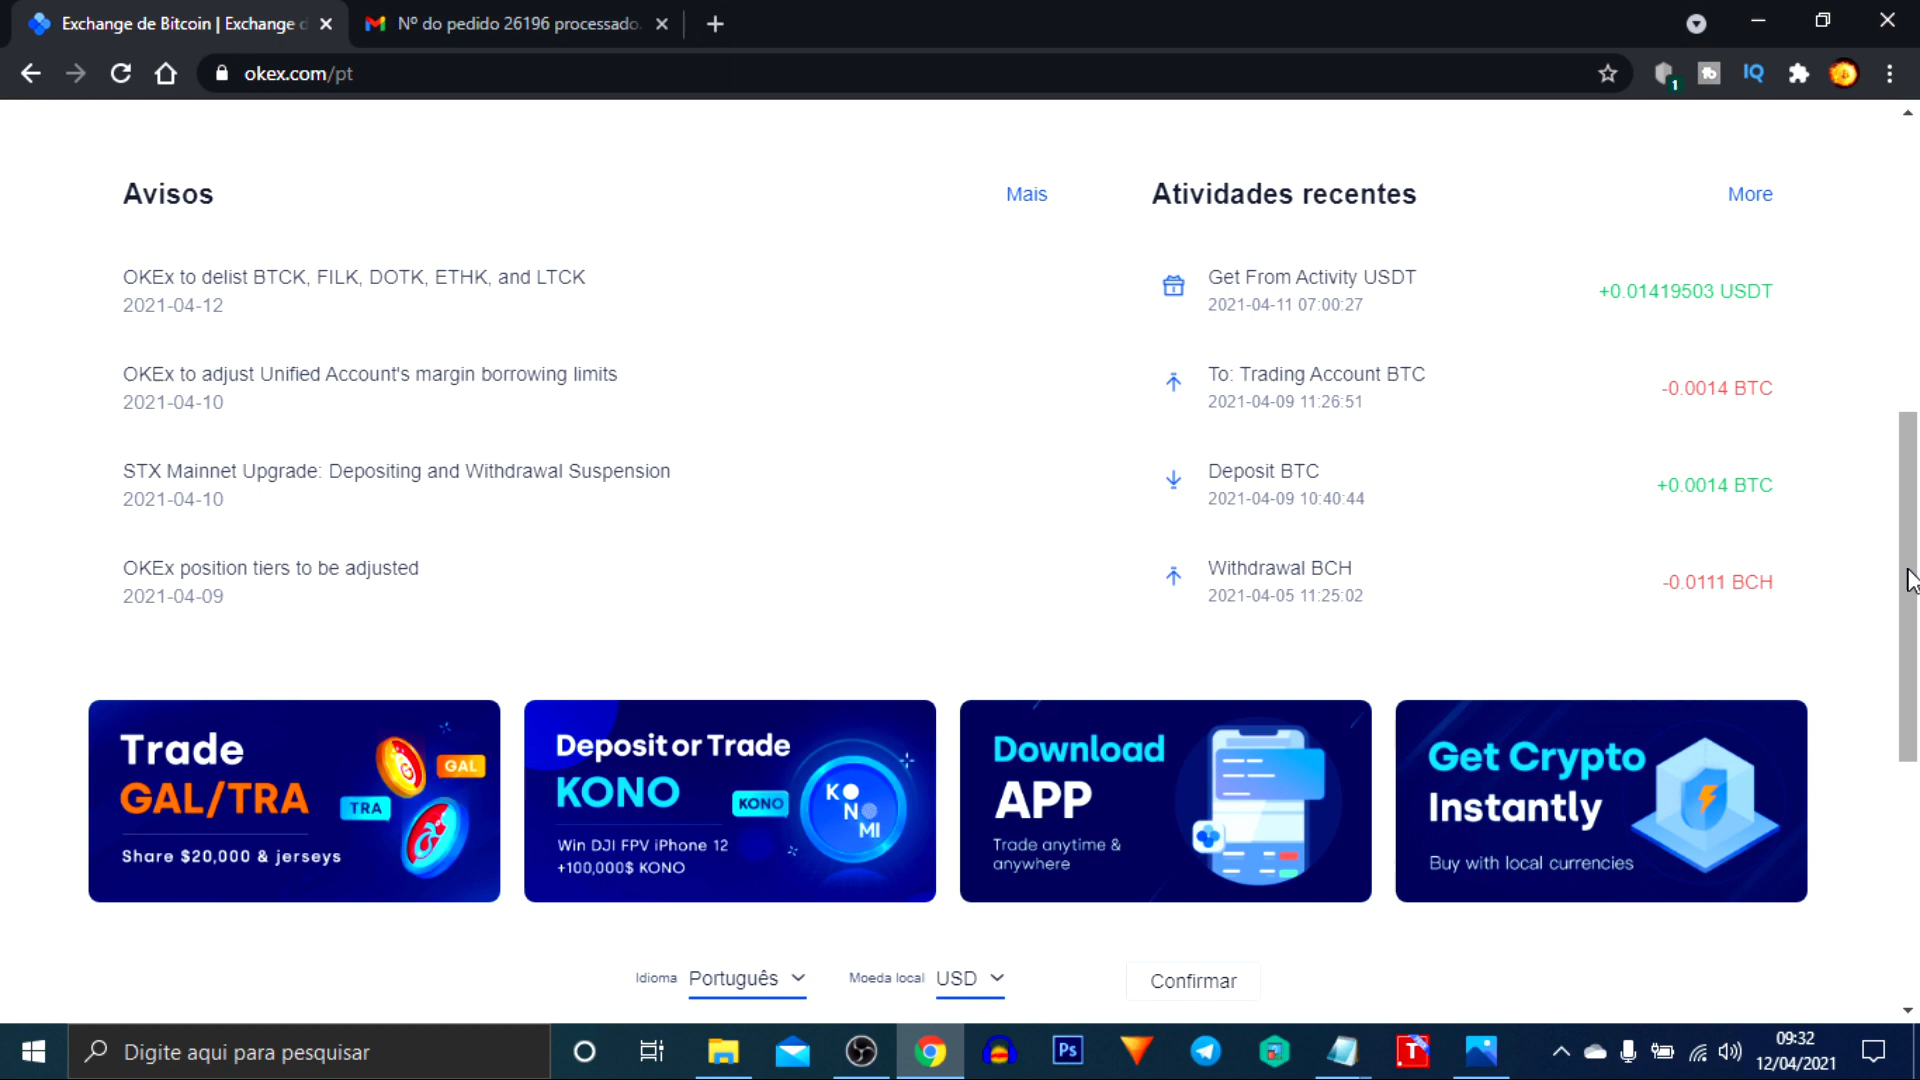 Exchange de Bitcoin | Exchange d
Nº do pedido 26196 processado.
okex.com/pt
1
IQ
Avisos
Mais
OKEx to delist BTCK, FILK, DOTK, ETHK, and LTCK
2021-04-12
OKEx to adjust Unified Account's margin borrowing limits
2021-04-10
STX Mainnet Upgrade: Depositing and Withdrawal Suspension
2021-04-10
OKEx position tiers to be adjusted
2021-04-09
Atividades recentes
More
Get From Activity USDT
2021-04-11 07:00:27
+0.01419503 USDT
To: Trading Account BTC
2021-04-09 11:26:51
-0.0014 BTC
Deposit BTC
2021-04-09 10:40:44
+0.0014 BTC
Withdrawal BCH
2021-04-05 11:25:02
-0.0111 BCH
Trade
GAL/TRA
Share $20,000 & jerseys
GAL
TRA
Deposit or Trade
KONO
Win DJI FPV iPhone 12
+100,000$ KONO
KONO
KO
NO
MI
Download
APP
Trade anytime &
anywhere
Get Crypto
Instantly
Buy with local currencies
Idioma Português
Moeda local USD
Confirmar
Digite aqui para pesquisar
Ps
T
09:32
12/04/2021